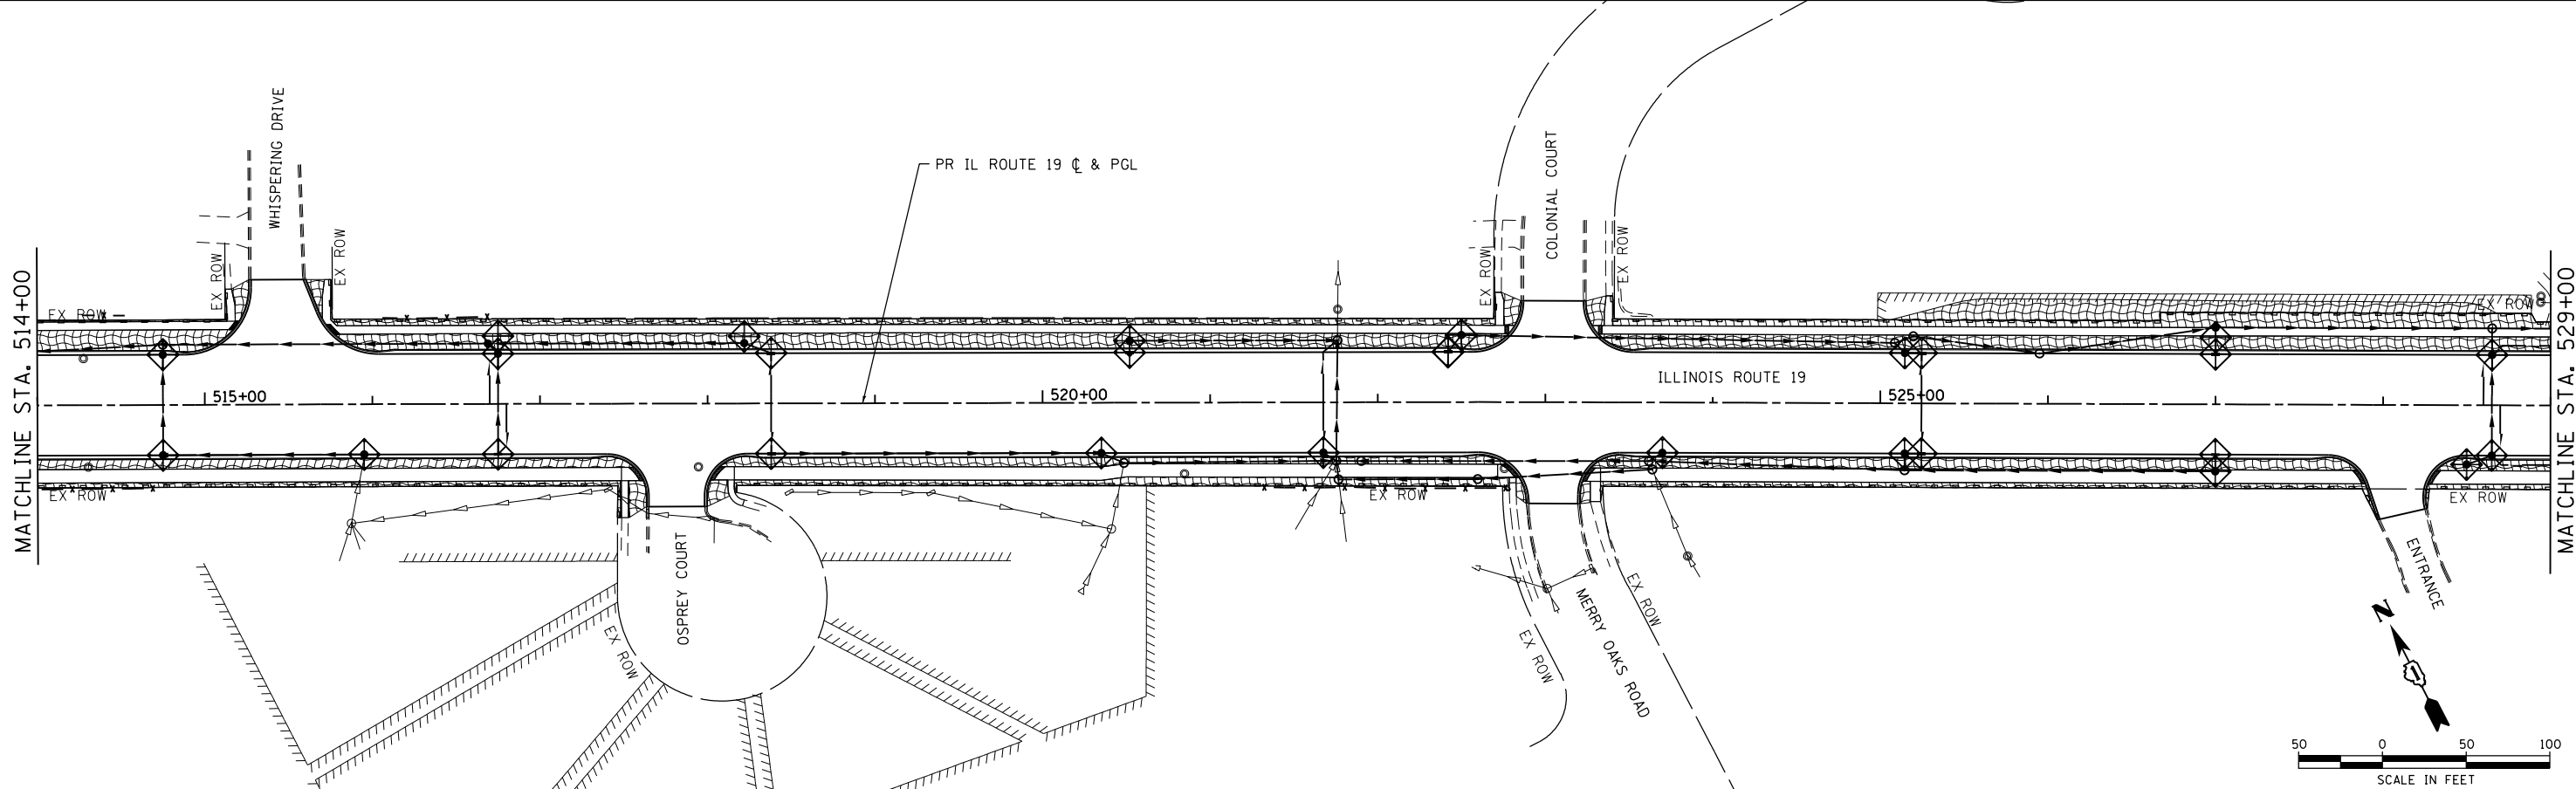 WHISPERING DRIVE
PR IL ROUTE 19 ℄ & PGL
COLONIAL COURT
EX ROW
EX ROW
EX ROW
EX ROW
EX ROW
EX ROW
MATCHLINE STA. 514+00
MATCHLINE STA. 529+00
ILLINOIS ROUTE 19
515+00
520+00
525+00
EX ROW
EX ROW
EX ROW
OSPREY COURT
EX ROW
MERRY OAKS ROAD
EX ROW
EX ROW
ENTRANCE
N
50 0 50 100
SCALE IN FEET